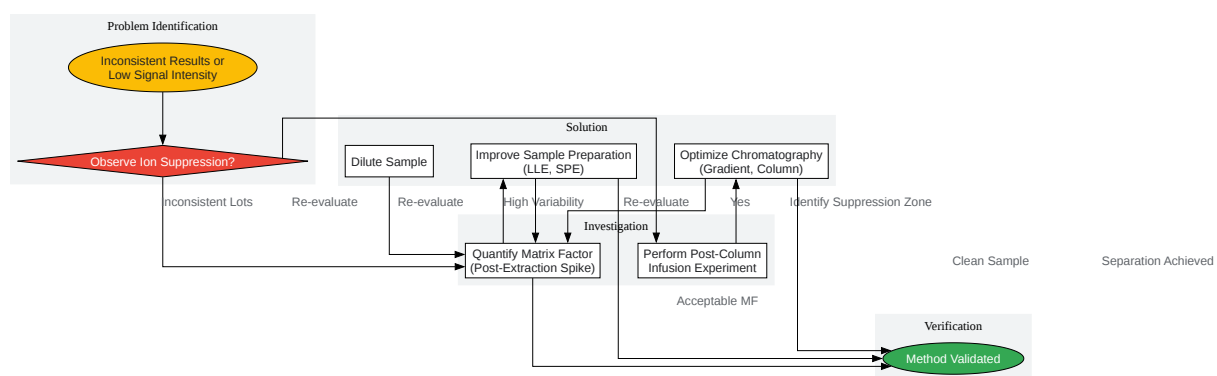 Problem Identification
Inconsistent Results or
Low Signal Intensity
Observe Ion Suppression?
Solution
Dilute Sample
Improve Sample Preparation
(LLE, SPE)
Optimize Chromatography
(Gradient, Column)
Inconsistent Lots
Re-evaluate
Re-evaluate
High Variability
Re-evaluate
Yes
Identify Suppression Zone
Investigation
Quantify Matrix Factor
(Post-Extraction Spike)
Perform Post-Column
Infusion Experiment
Clean Sample
Separation Achieved
Acceptable MF
Verification
Method Validated